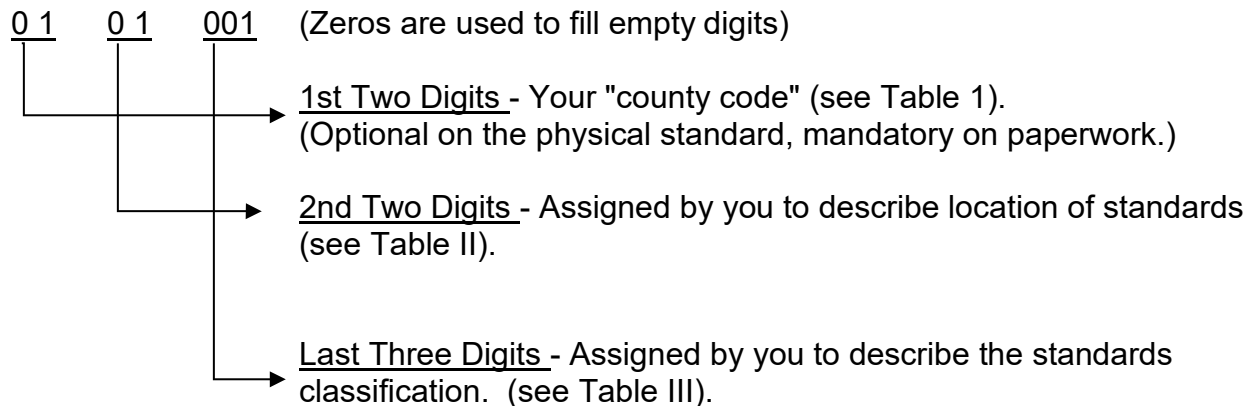 0 1 0 1 001 (Zeros are used to fill empty digits)
1st Two Digits - Your "county code" (see Table 1).
(Optional on the physical standard, mandatory on paperwork.)
2nd Two Digits - Assigned by you to describe location of standards
(see Table II).
Last Three Digits - Assigned by you to describe the standards
classification. (see Table III).